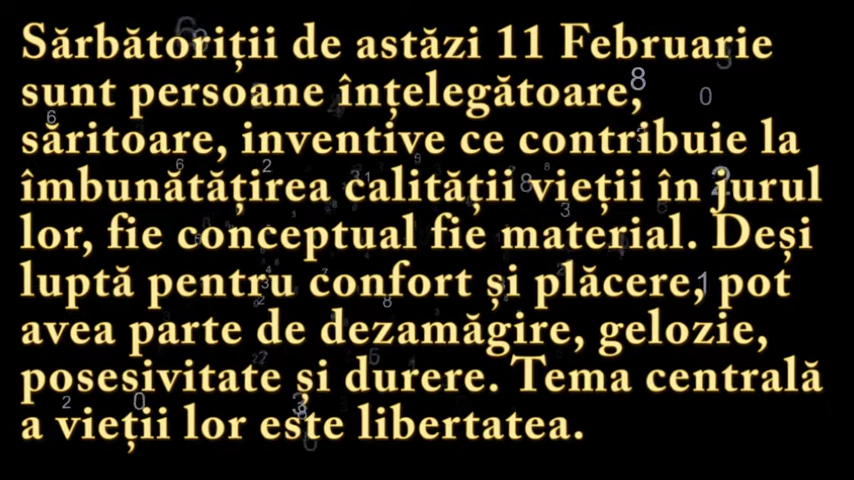 Sărbătoriții de astăzi 11 Februarie
sunt persoane înțelegătoare,
săritoare, inventive ce contribuie la
îmbunătățirea calității vieții în jurul
lor, fie conceptual fie material. Deși
luptă pentru confort și plăcere, pot
avea parte de dezamăgire, gelozie,
posesivitate și durere. Tema centrală
a vieții lor este libertatea.